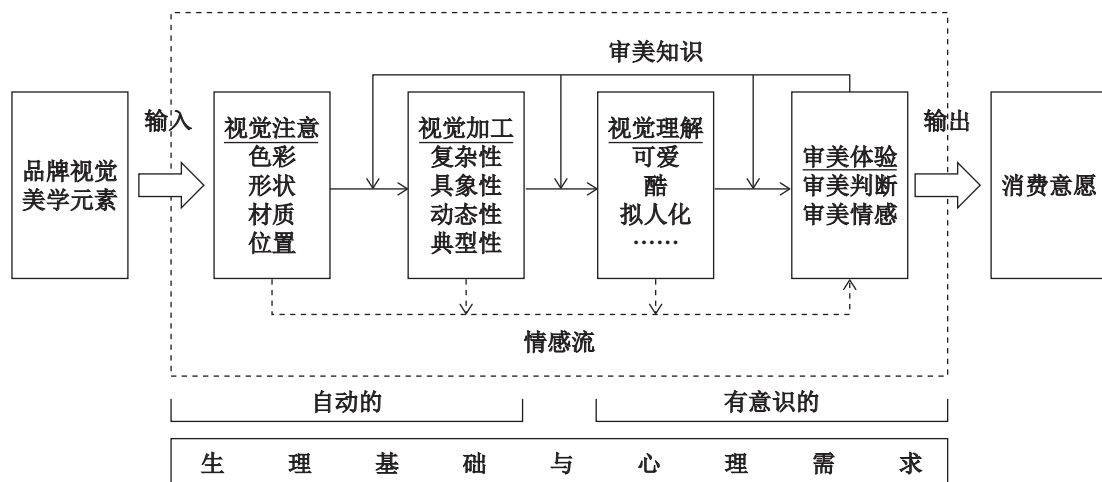 审美知识
输入
品牌视觉
美学元素
视觉注意
色彩
形状
材质
位置
视觉加工
复杂性
具象性
动态性
典型性
视觉理解
可爱
酷
拟人化
……
审美体验
审美判断
审美情感
输出
消费意愿
情感流
自动的
有意识的
生理基础与心理需求